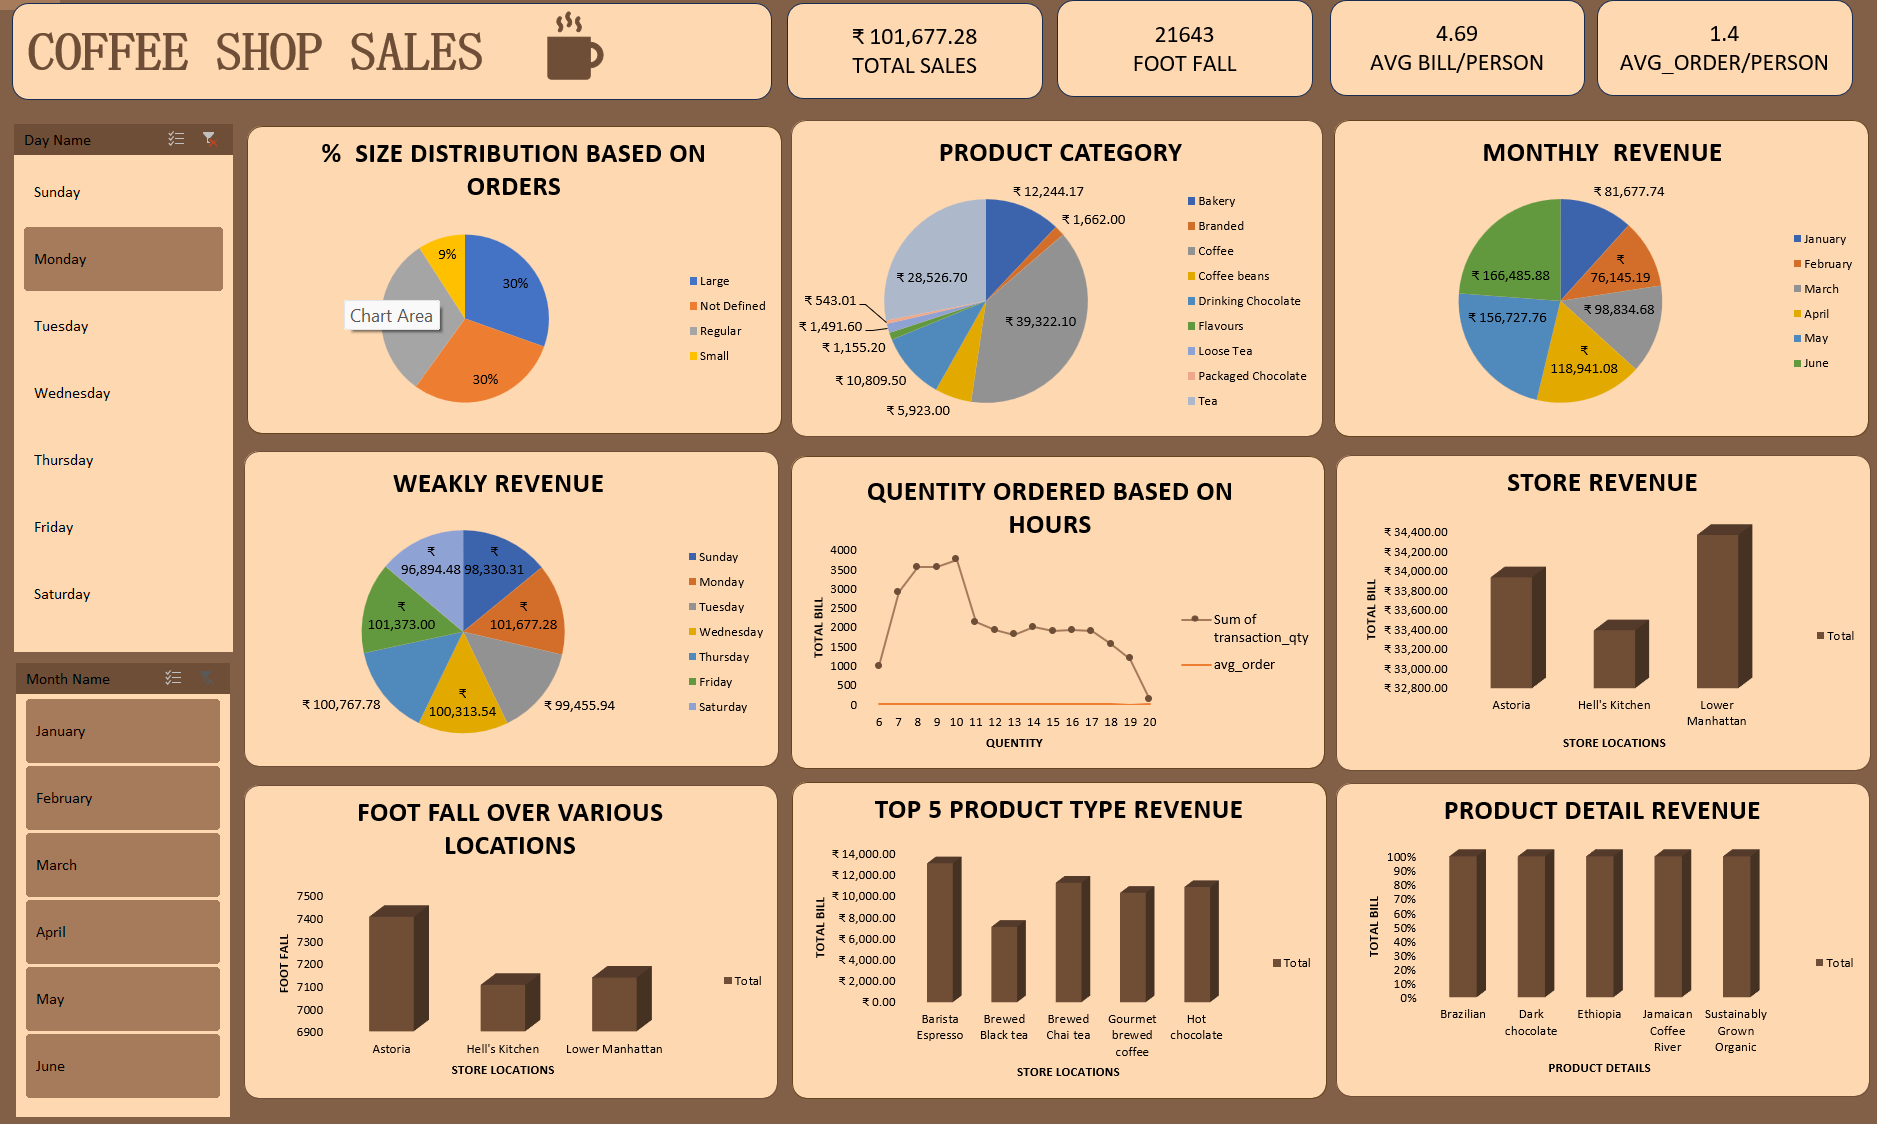 COFFEE SHOP SALES
₹ 101,677.28
TOTAL SALES
21643
FOOT FALL
4.69
AVG BILL/PERSON
1.4
AVG_ORDER/PERSON
Day Name
Sunday
Monday
Tuesday
Wednesday
Thursday
Friday
Saturday
Month Name
January
February
March
April
May
June
% SIZE DISTRIBUTION BASED ON
ORDERS
9%
30%
30%
Chart Area
Large
Not Defined
Regular
Small
PRODUCT CATEGORY
₹ 12,244.17
₹ 1,662.00
₹ 28,526.70
₹ 543.01
₹ 39,322.10
₹ 1,491.60
₹ 1,155.20
₹ 10,809.50
₹ 5,923.00
Bakery
Branded
Coffee
Coffee beans
Drinking Chocolate
Flavours
Loose Tea
Packaged Chocolate
Tea
MONTHLY REVENUE
₹ 81,677.74
₹
76,145.19
₹ 166,485.88
₹ 98,834.68
₹ 156,727.76
₹
118,941.08
January
February
March
April
May
June
WEAKLY REVENUE
₹
96,894.48
₹
98,330.31
₹
101,373.00
₹
101,677.28
₹ 100,767.78
₹
100,313.54
₹ 99,455.94
Sunday
Monday
Tuesday
Wednesday
Thursday
Friday
Saturday
QUENTITY ORDERED BASED ON
HOURS
TOTAL BILL
4000
3500
3000
2500
2000
1500
1000
500
0
6 7 8 9 10 11 12 13 14 15 16 17 18 19 20
QUENTITY
Sum of
transaction_qty
avg_order
STORE REVENUE
TOTAL BILL
₹ 34,400.00
₹ 34,200.00
₹ 34,000.00
₹ 33,800.00
₹ 33,600.00
₹ 33,400.00
₹ 33,200.00
₹ 33,000.00
₹ 32,800.00
Astoria
Hell's Kitchen
Lower
Manhattan
STORE LOCATIONS
Total
FOOT FALL OVER VARIOUS
LOCATIONS
FOOT FALL
7500
7400
7300
7200
7100
7000
6900
Astoria
Hell's Kitchen
Lower Manhattan
STORE LOCATIONS
Total
TOP 5 PRODUCT TYPE REVENUE
TOTAL BILL
₹ 14,000.00
₹ 12,000.00
₹ 10,000.00
₹ 8,000.00
₹ 6,000.00
₹ 4,000.00
₹ 2,000.00
₹ 0.00
Barista
Espresso
Brewed
Black tea
Brewed
Chai tea
Gourmet
brewed
coffee
Hot
chocolate
STORE LOCATIONS
Total
PRODUCT DETAIL REVENUE
TOTAL BILL
100%
90%
80%
70%
60%
50%
40%
30%
20%
10%
0%
Brazilian
Dark
chocolate
Ethiopia
Jamaican
Coffee
River
Sustainably
Grown
Organic
PRODUCT DETAILS
Total